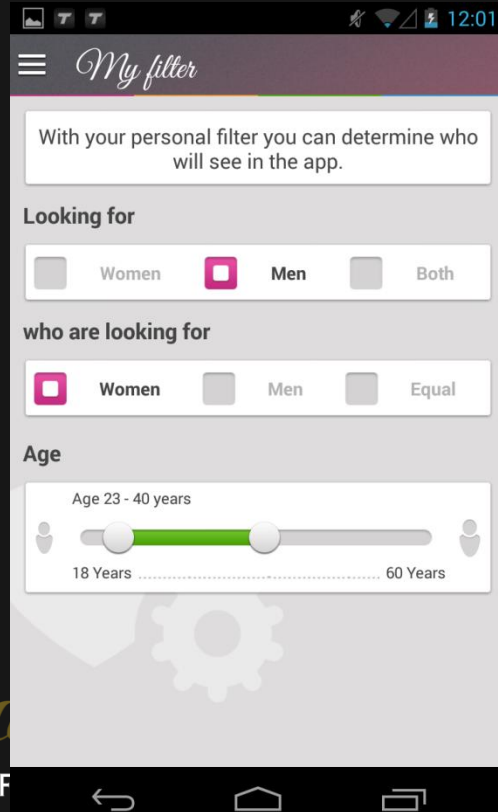 12:01
My filter
With your personal filter you can determine who
will see in the app.
Looking for
Women Men Both
who are looking for
Women Men Equal
Age
Age 23 - 40 years
18 Years 60 Years